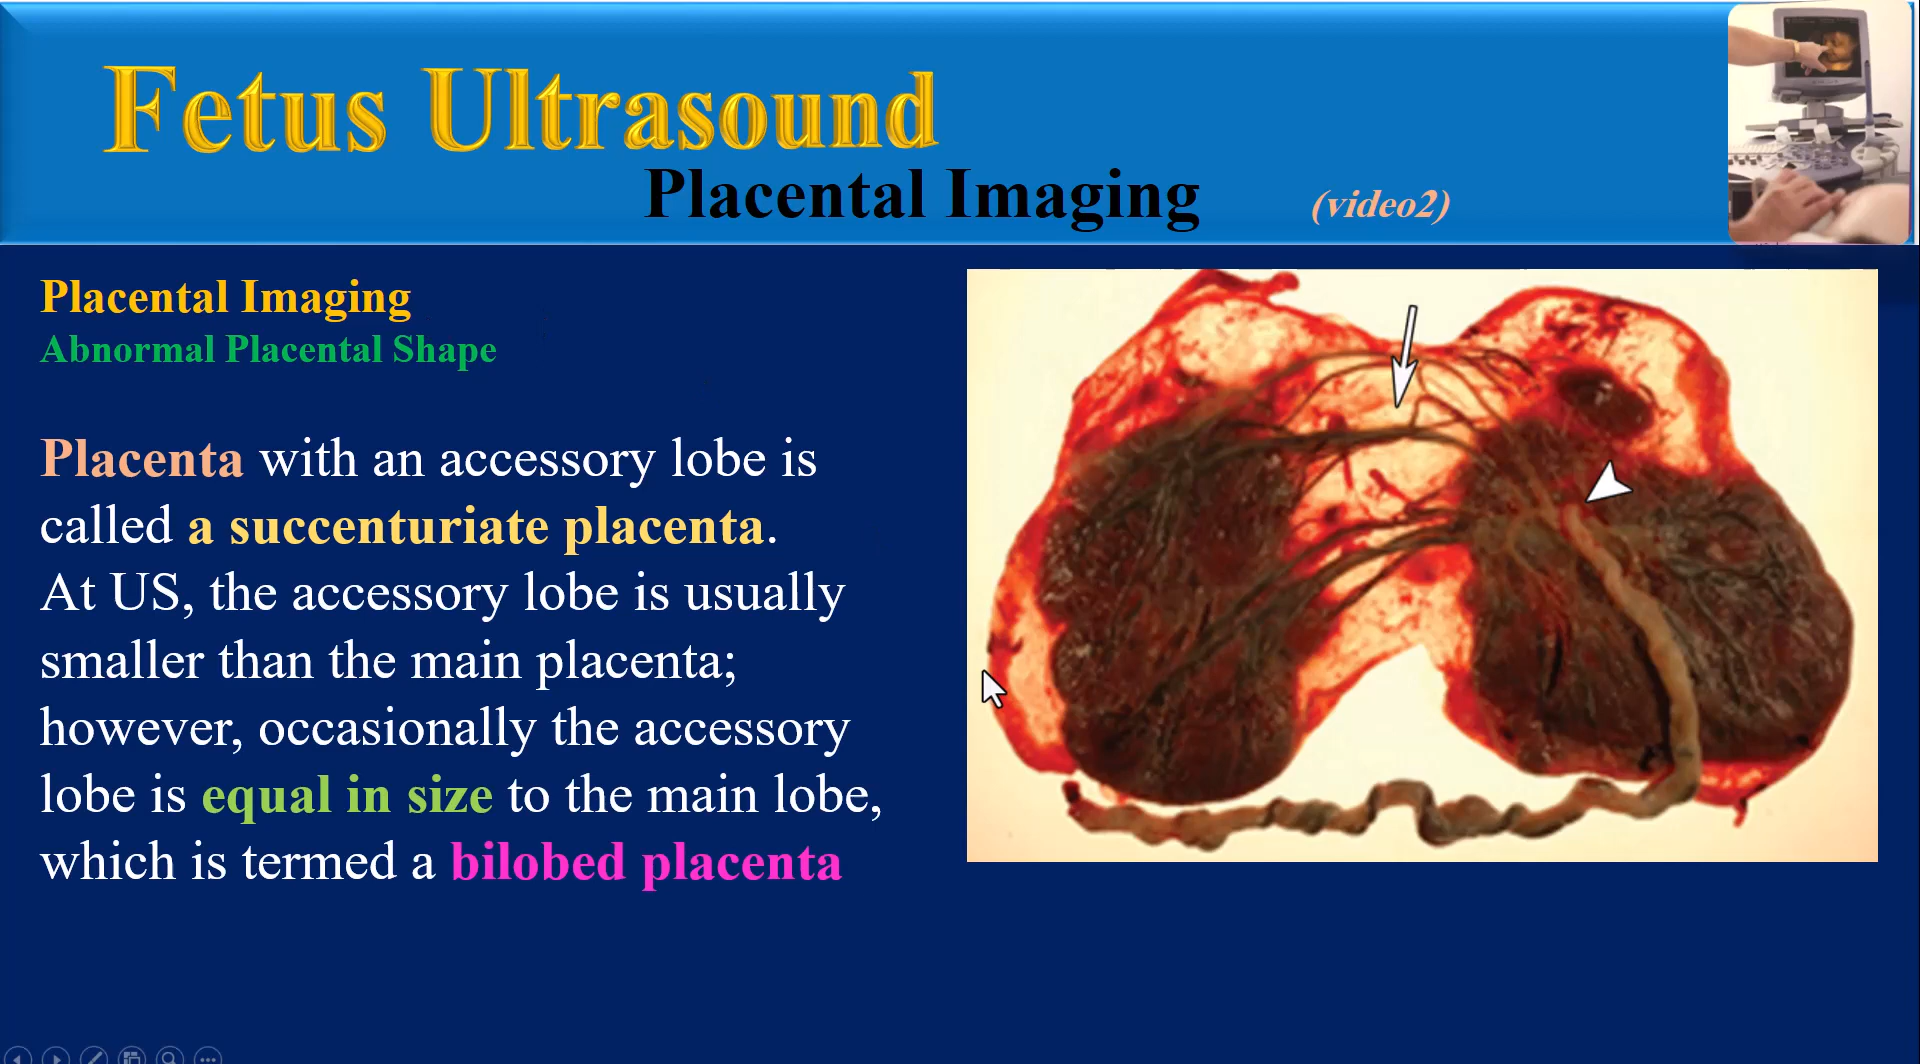 Fetus Ultrasound
Placental Imaging (video2)
Placental Imaging
Abnormal Placental Shape
Placenta with an accessory lobe is
called a succenturiate placenta.
At US, the accessory lobe is usually
smaller than the main placenta;
however, occasionally the accessory
lobe is equal in size to the main lobe,
which is termed a bilobed placenta